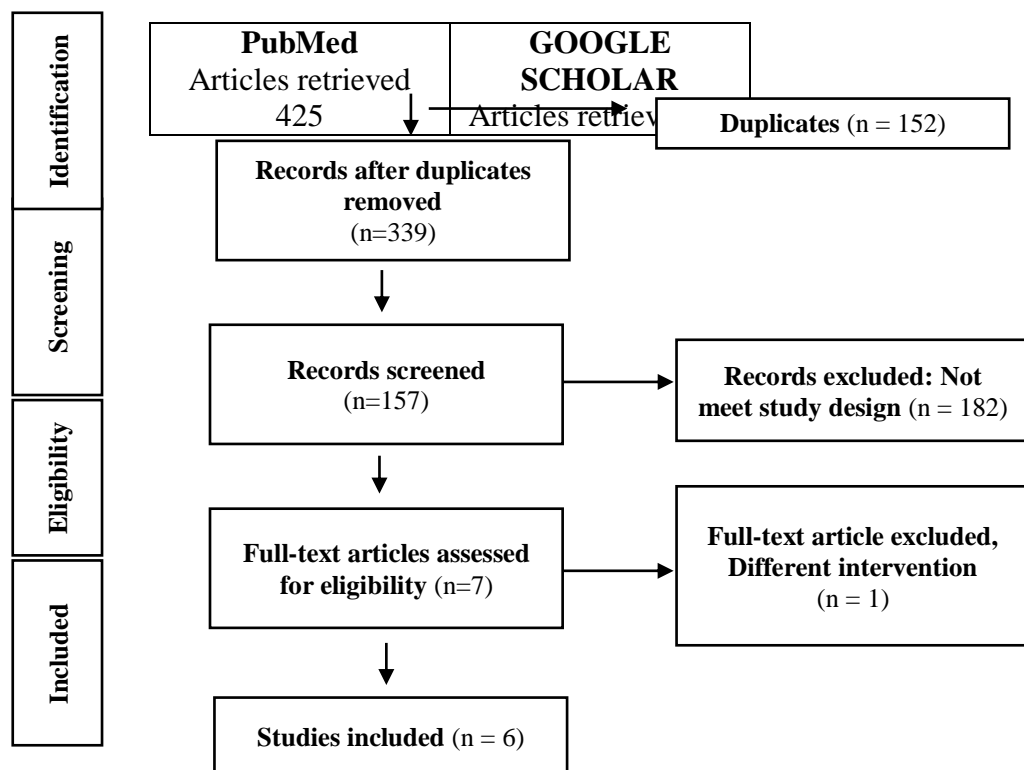 Identification
PubMed
Articles retrieved
425
GOOGLE
SCHOLAR
Articles
Duplicates (n = 152)
Records after duplicates
removed
(n=339)
Screening
Records screened
(n=157)
Records excluded: Not
meet study design (n = 182)
Eligibility
Full-text articles assessed
for eligibility (n=7)
Full-text article excluded,
Different intervention
(n = 1)
Included
Studies included (n = 6)